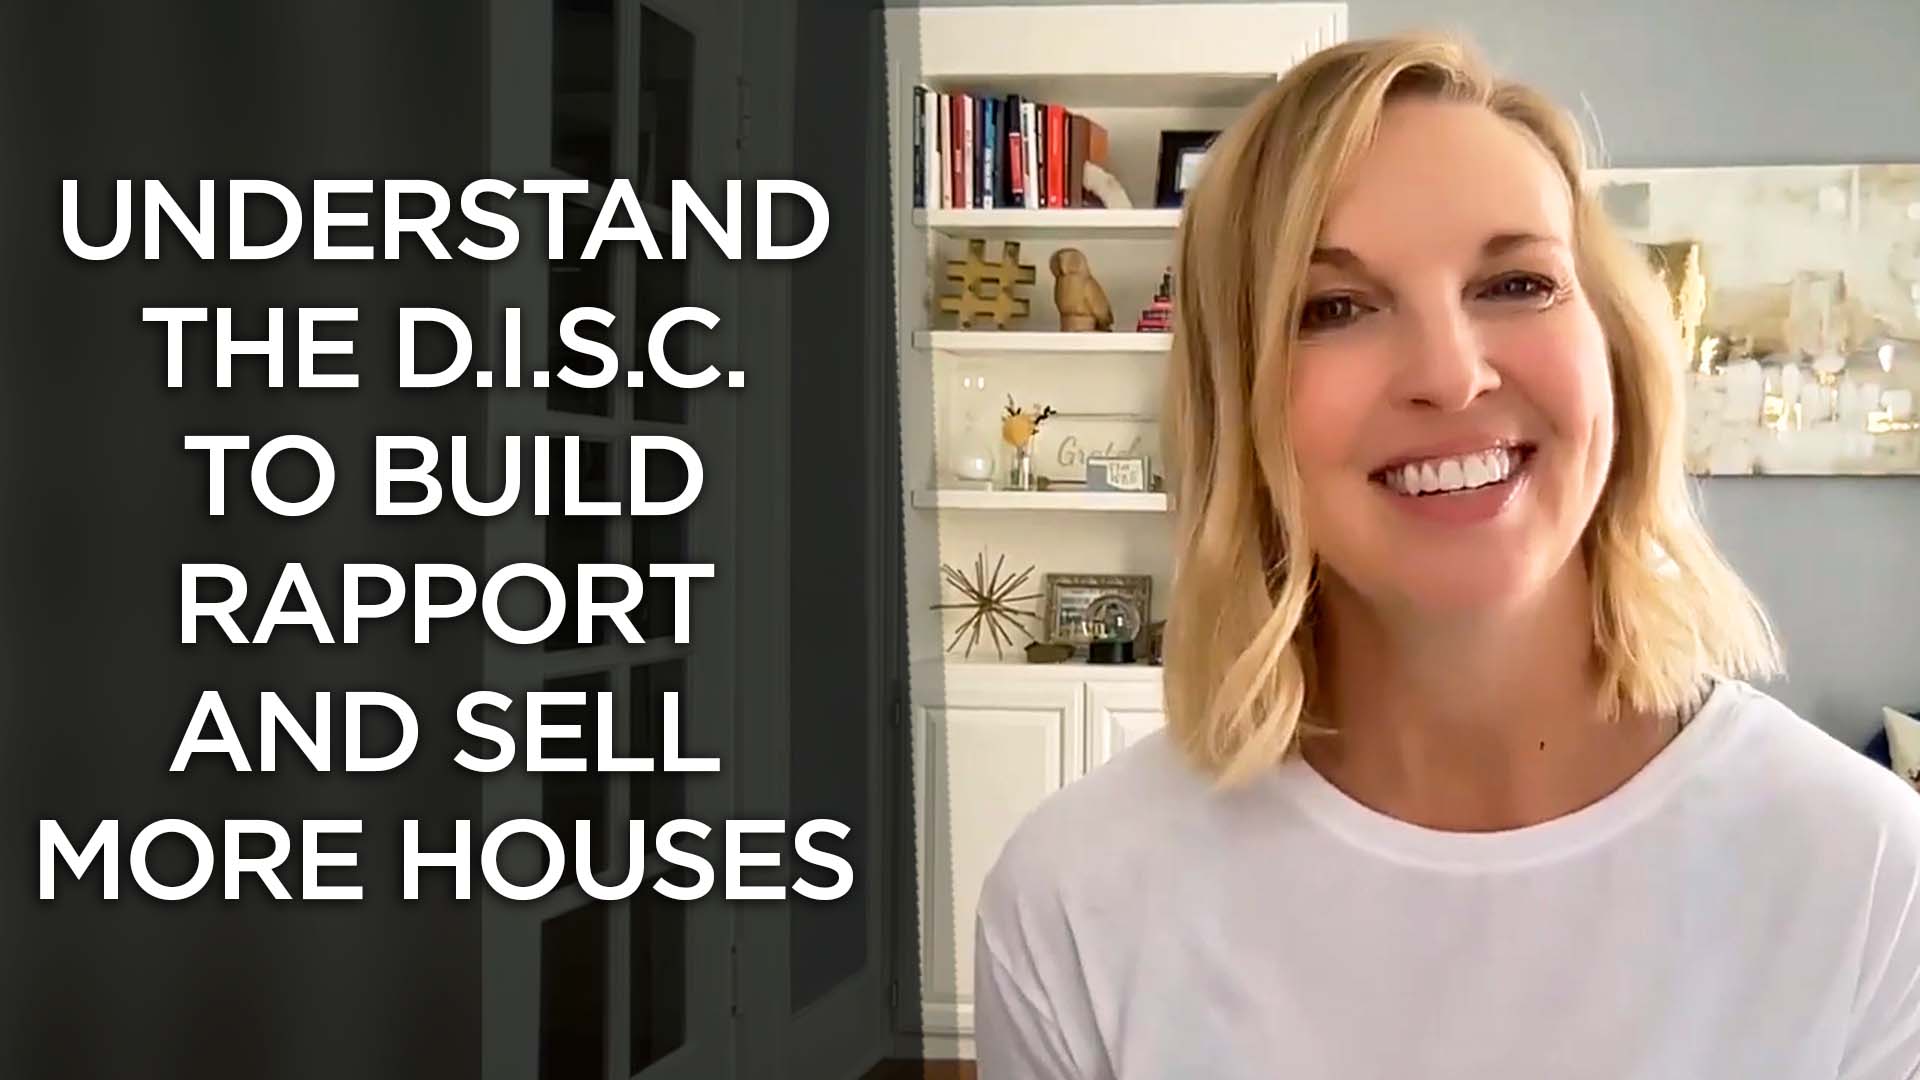 UNDERSTAND
THE D.I.S.C.
TO BUILD
RAPPORT
AND SELL
MORE HOUSES